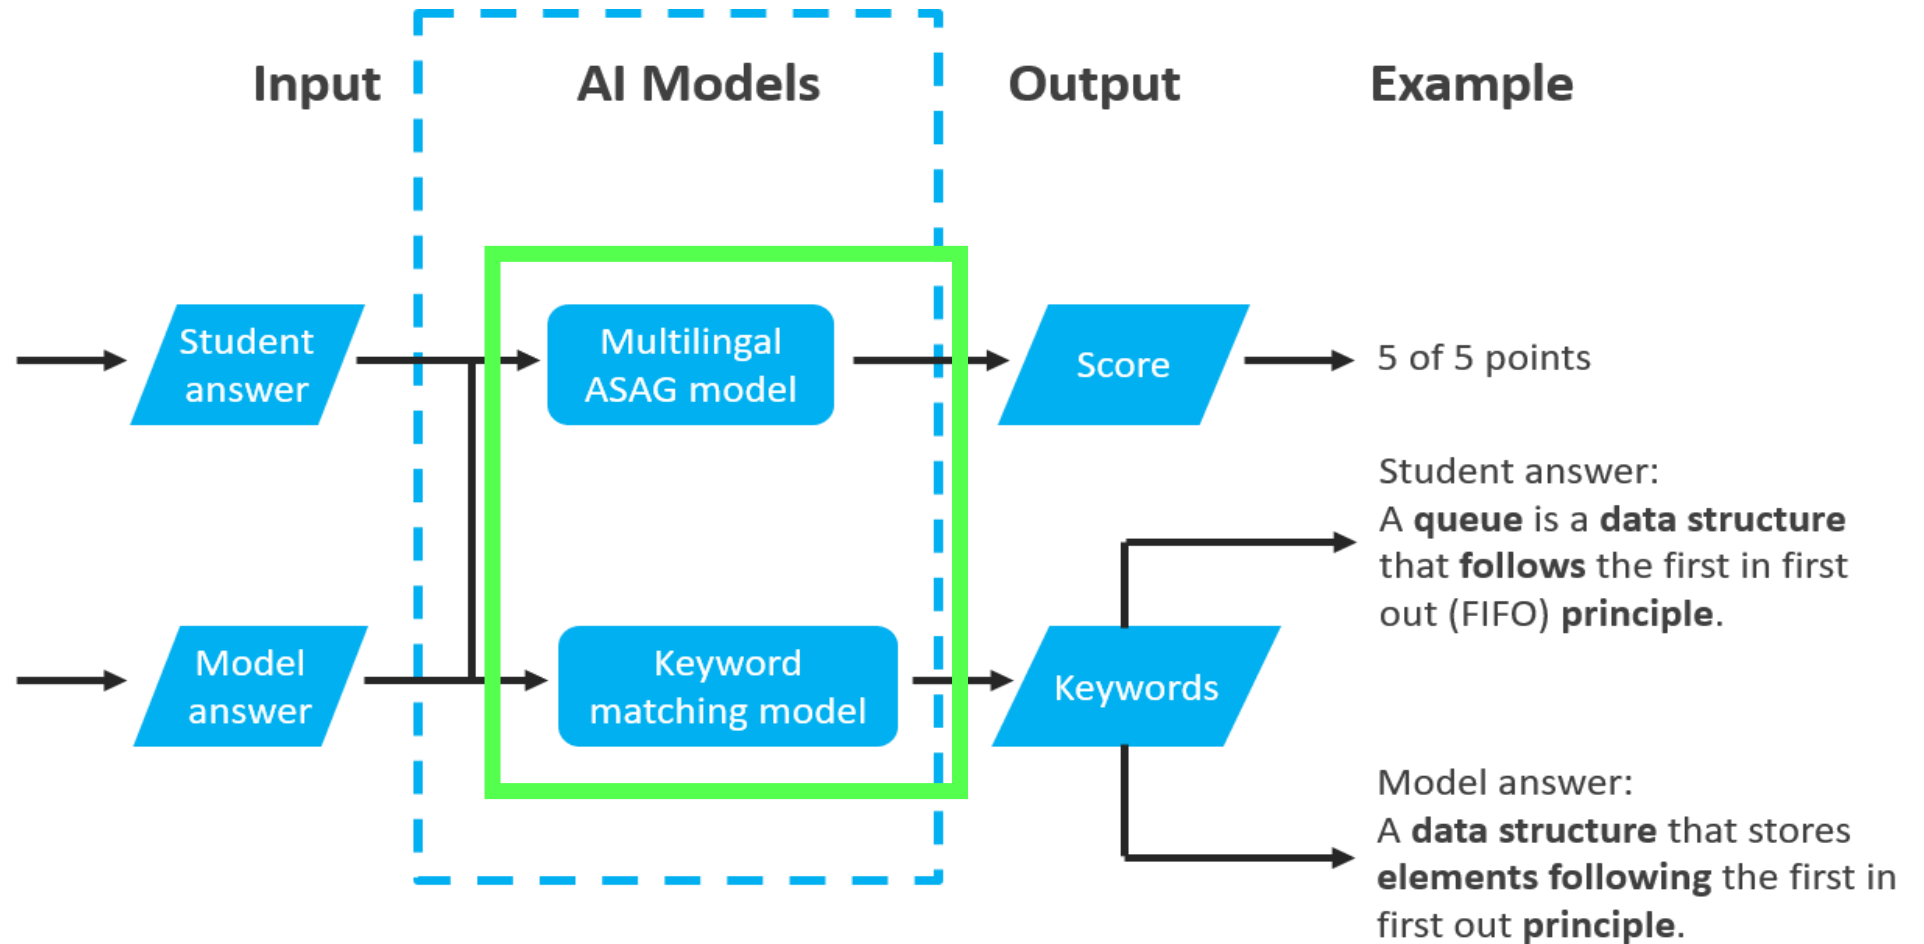 Input
AI Models
Output
Example
Student
answer
Multilingal
ASAG model
Score
5 of 5 points
Model
answer
Keyword
matching model
Keywords
Student answer:
A queue is a data structure
that follows the first in first
out (FIFO) principle.
Model answer:
A data structure that stores
elements following the first in
first out principle.